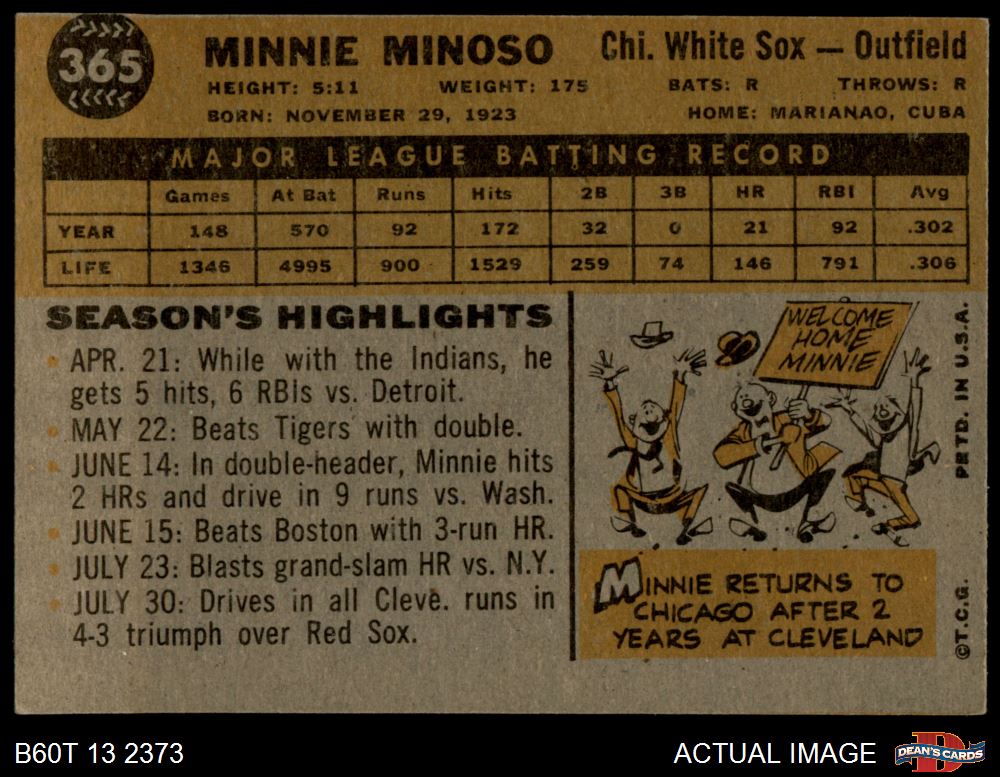 365
MINNIE MINOSO
Chi. White Sox — Outfield
HEIGHT: 5:11 WEIGHT: 175 BATS: R THROWS: R
BORN: NOVEMBER 29, 1923 HOME: MARIANAO, CUBA
MAJOR LEAGUE BATTING RECORD
Games At Bat Runs Hits 2B 3B HR RBI Avg
YEAR 148 570 92 172 32 0 21 92 .302
LIFE 1346 4995 900 1529 259 74 146 791 .306
SEASON'S HIGHLIGHTS
APR. 21: While with the Indians, he
gets 5 hits, 6 RBIs vs. Detroit.
MAY 22: Beats Tigers with double.
JUNE 14: In double-header, Minnie hits
2 HRs and drive in 9 runs vs. Wash.
JUNE 15: Beats Boston with 3-run HR.
JULY 23: Blasts grand-slam HR vs. N.Y.
JULY 30: Drives in all Cleve. runs in
4-3 triumph over Red Sox.
WELCOME
HOME
MINNIE
MINNIE RETURNS TO
CHICAGO AFTER 2
YEARS AT CLEVELAND
©T.C.G. PRTD. IN U.S.A.
B60T 13 2373
ACTUAL IMAGE
D
DEAN'S CARDS